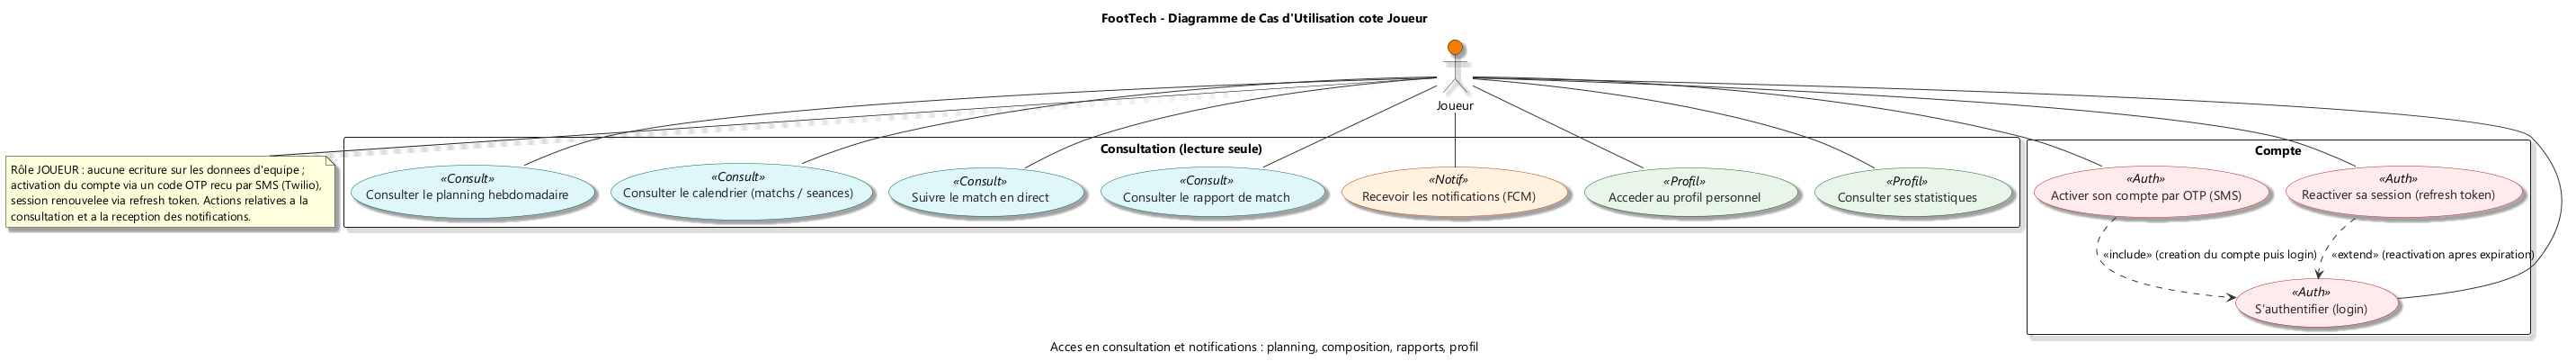 FootTech - Diagramme de Cas d'Utilisation cote Joueur
Joueur
Rôle JOUEUR : aucune ecriture sur les donnees d'equipe ;
activation du compte via un code OTP recu par SMS (Twilio),
session renouvelee via refresh token. Actions relatives a la
consultation et a la reception des notifications.
Consultation (lecture seule)
«Consult»
Consulter le planning hebdomadaire
«Consult»
Consulter le calendrier (matchs / seances)
«Consult»
Suivre le match en direct
«Consult»
Consulter le rapport de match
«Notif»
Recevoir les notifications (FCM)
«Profil»
Acceder au profil personnel
«Profil»
Consulter ses statistiques
Compte
«Auth»
Activer son compte par OTP (SMS)
«Auth»
Reactiver sa session (refresh token)
«include» (creation du compte puis login)
«extend» (reactivation apres expiration)
«Auth»
S'authentifier (login)
Acces en consultation et notifications : planning, composition, rapports, profil